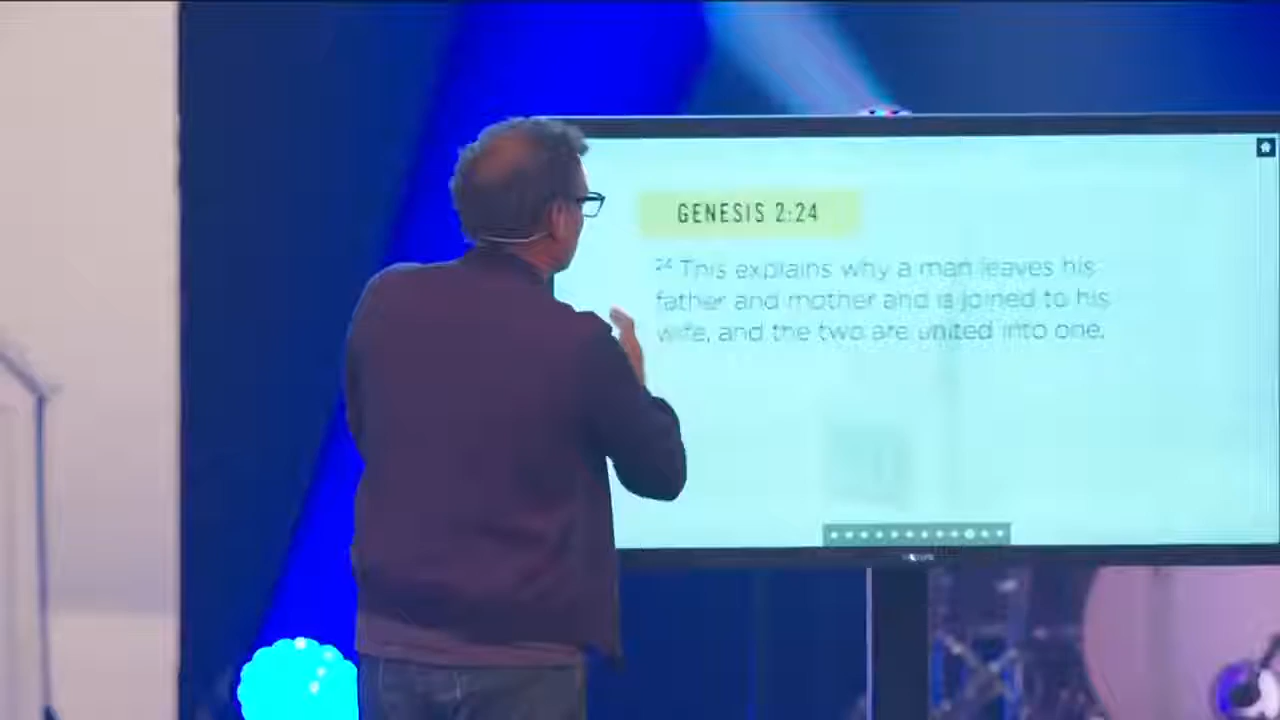 GENESIS 2:24
24 This explains why a man leaves his
father and mother and is joined to his
wife, and the two are united into one.